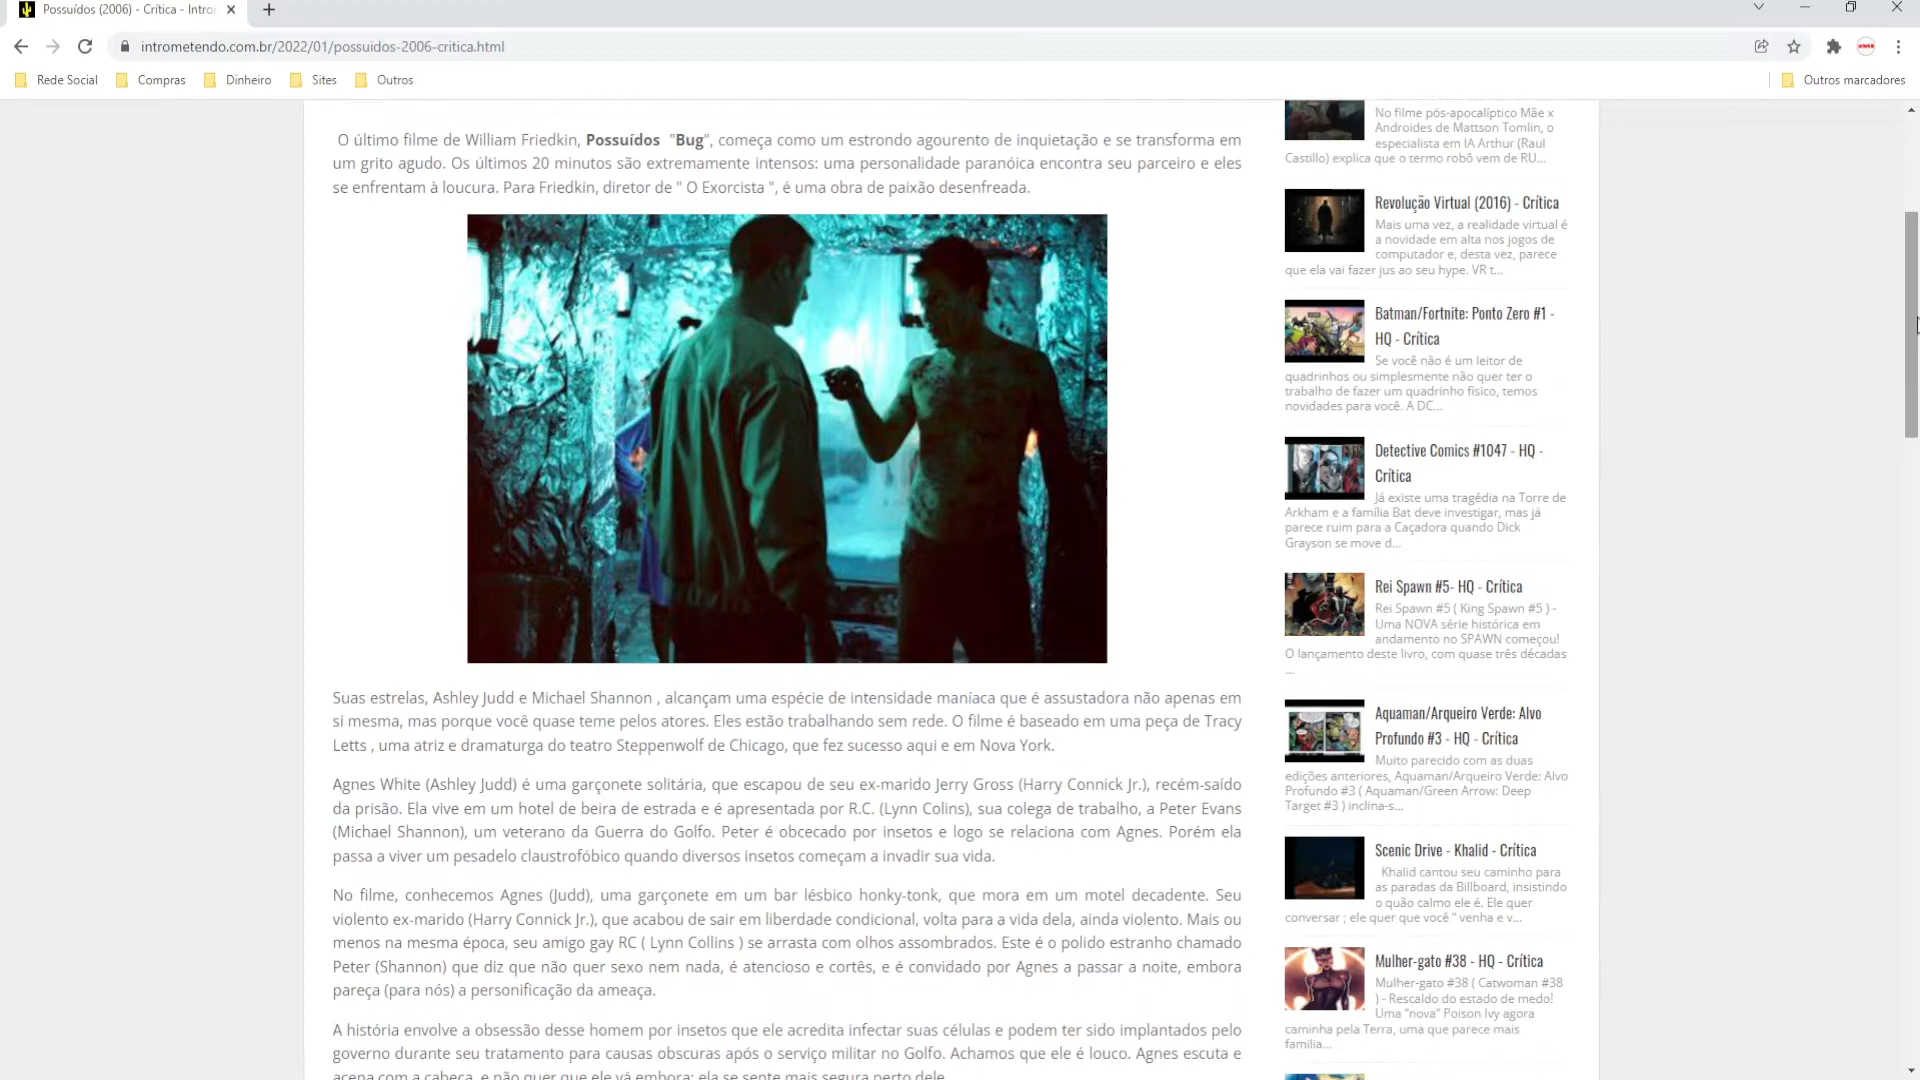 Possuídos (2006) - Crítica - Intro
intrometendo.com.br/2022/01/possuidos-2006-critica.html
Rede Social
Compras
Dinheiro
Sites
Outros
Outros marcadores
O último filme de William Friedkin, Possuídos "Bug", começa como um estrondo agourento de inquietação e se transforma em
um grito agudo. Os últimos 20 minutos são extremamente intensos: uma personalidade paranóica encontra seu parceiro e eles
se enfrentam à loucura. Para Friedkin, diretor de " O Exorcista ", é uma obra de paixão desenfreada.
Suas estrelas, Ashley Judd e Michael Shannon , alcançam uma espécie de intensidade maníaca que é assustadora não apenas em
si mesma, mas porque você quase teme pelos atores. Eles estão trabalhando sem rede. O filme é baseado em uma peça de Tracy
Letts , uma atriz e dramaturga do teatro Steppenwolf de Chicago, que fez sucesso aqui e em Nova York.
Agnes White (Ashley Judd) é uma garçonete solitária, que escapou de seu ex-marido Jerry Gross (Harry Connick Jr.), recém-saído
da prisão. Ela vive em um hotel de beira de estrada e é apresentada por R.C. (Lynn Colins), sua colega de trabalho, a Peter Evans
(Michael Shannon), um veterano da Guerra do Golfo. Peter é obcecado por insetos e logo se relaciona com Agnes. Porém ela
passa a viver um pesadelo claustrofóbico quando diversos insetos começam a invadir sua vida.
No filme, conhecemos Agnes (Judd), uma garçonete em um bar lésbico honky-tonk, que mora em um motel decadente. Seu
violento ex-marido (Harry Connick Jr.), que acabou de sair em liberdade condicional, volta para a vida dela, ainda violento. Mais ou
menos na mesma época, seu amigo gay RC ( Lynn Collins ) se arrasta com olhos assombrados. Este é o polido estranho chamado
Peter (Shannon) que diz que não quer sexo nem nada, é atencioso e cortês, e é convidado por Agnes a passar a noite, embora
pareça (para nós) a personificação da ameaça.
A história envolve a obsessão desse homem por insetos que ele acredita infectar suas células e podem ter sido implantados pelo
governo durante seu tratamento para causas obscuras após o serviço militar no Golfo. Achamos que ele é louco. Agnes escuta e
acena com a cabeça, e não quer que ele vá embora; ela se sente mais segura perto dele.
No filme pós-apocalíptico Mãe x
Androides de Mattson Tomlin, o
especialista em IA Arthur (Raul
Castillo) explica que o termo robô vem de RU...
Revolução Virtual (2016) - Crítica
Mais uma vez, a realidade virtual é
a novidade em alta nos jogos de
computador e, desta vez, parece
que ela vai fazer jus ao seu hype. VR t...
Batman/Fortnite: Ponto Zero #1 -
HQ - Crítica
Se você não é um leitor de
quadrinhos ou simplesmente não quer ter o
trabalho de fazer um quadrinho físico, temos
novidades para você. A DC...
Detective Comics #1047 - HQ -
Crítica
Já existe uma tragédia na Torre de
Arkham e a família Bat deve investigar, mas já
parece ruim para a Caçadora quando Dick
Grayson se move d...
Rei Spawn #5- HQ - Crítica
Rei Spawn #5 ( King Spawn #5 ) -
Uma NOVA série histórica em
andamento no SPAWN começou!
O lançamento deste livro, com quase três décadas
...
Aquaman/Arqueiro Verde: Alvo
Profundo #3 - HQ - Crítica
Muito parecido com as duas
edições anteriores, Aquaman/Arqueiro Verde: Alvo
Profundo #3 ( Aquaman/Green Arrow: Deep
Target #3 ) inclina-s...
Scenic Drive - Khalid - Crítica
Khalid cantou seu caminho para
as paradas da Billboard, insistindo
o quão calmo ele é. Ele quer
conversar ; ele quer que você " venha e v...
Mulher-gato #38 - HQ - Crítica
Mulher-gato #38 ( Catwoman #38
) - Rescaldo do estado de medo!
Uma "nova" Poison Ivy agora
caminha pela Terra, uma que parece mais
familia...